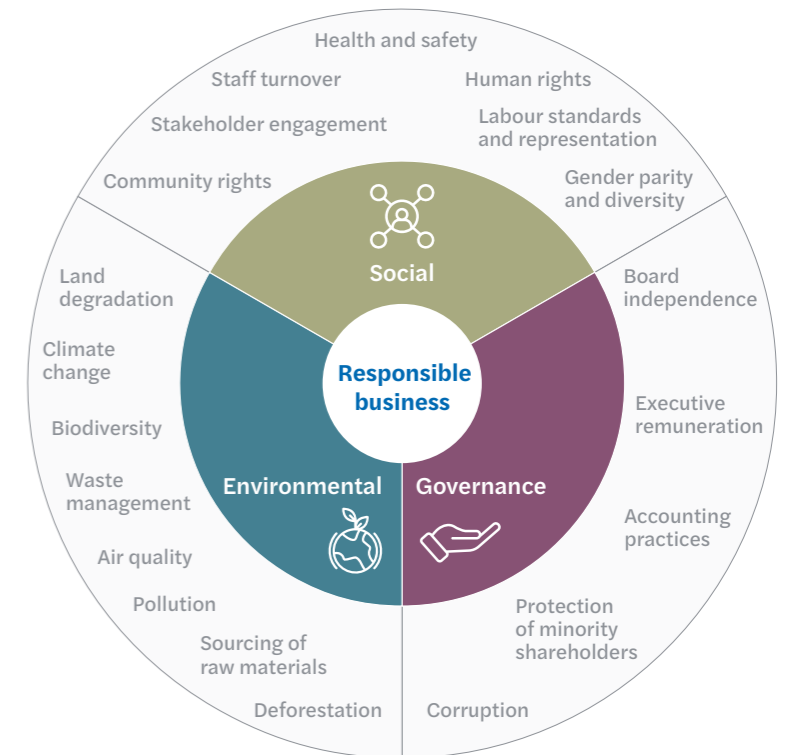 Health and safety
Staff turnover
Human rights
Stakeholder engagement
Labour standards
and representation
Community rights
Gender parity
and diversity
Social
Land
degradation
Board
independence
Climate
change
Responsible
business
Executive
remuneration
Biodiversity
Waste
management
Environmental
Governance
Accounting
practices
Air quality
Pollution
Protection
of minority
shareholders
Sourcing of
raw materials
Deforestation
Corruption